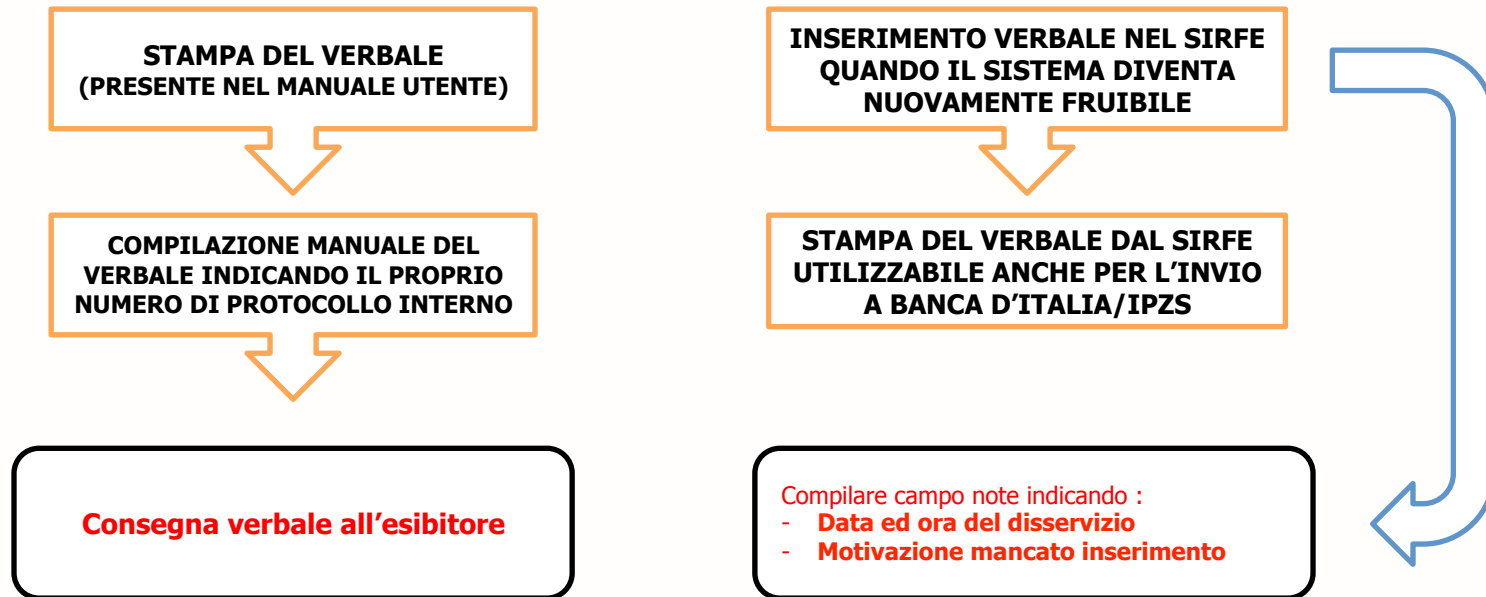 STAMPA DEL VERBALE
(PRESENTE NEL MANUALE UTENTE)
COMPILAZIONE MANUALE DEL
VERBALE INDICANDO IL PROPRIO
NUMERO DI PROTOCOLLO INTERNO
Consegna verbale all’esibitore
INSERIMENTO VERBALE NEL SIRFE
QUANDO IL SISTEMA DIVENTA
NUOVAMENTE FRUIBILE
STAMPA DEL VERBALE DAL SIRFE
UTILIZZABILE ANCHE PER L’INVIO
A BANCA D’ITALIA/IPZS
Compilare campo note indicando :
- Data ed ora del disservizio
- Motivazione mancato inserimento